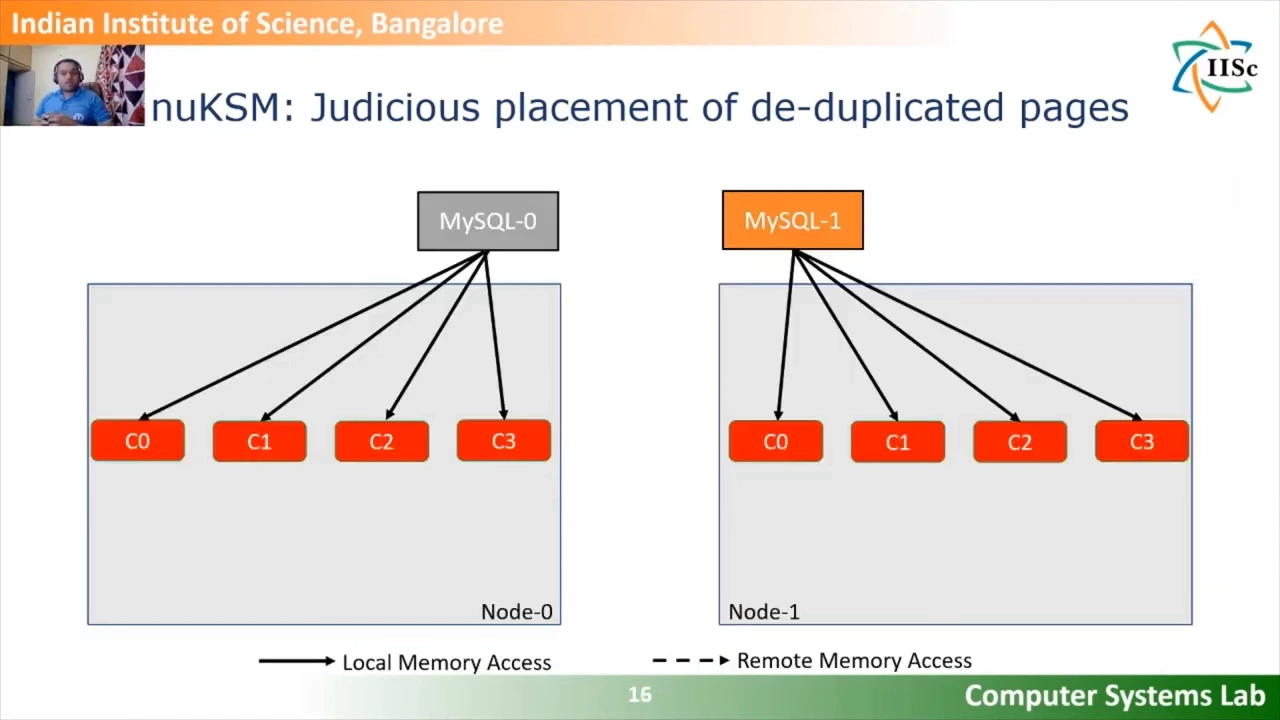 Indian Institute of Science, Bangalore
IISc
nuKSM: Judicious placement of de-duplicated pages
MySQL-0
MySQL-1
C0
C1
C2
C3
C0
C1
C2
C3
Node-0
Node-1
Local Memory Access
Remote Memory Access
16
Computer Systems Lab